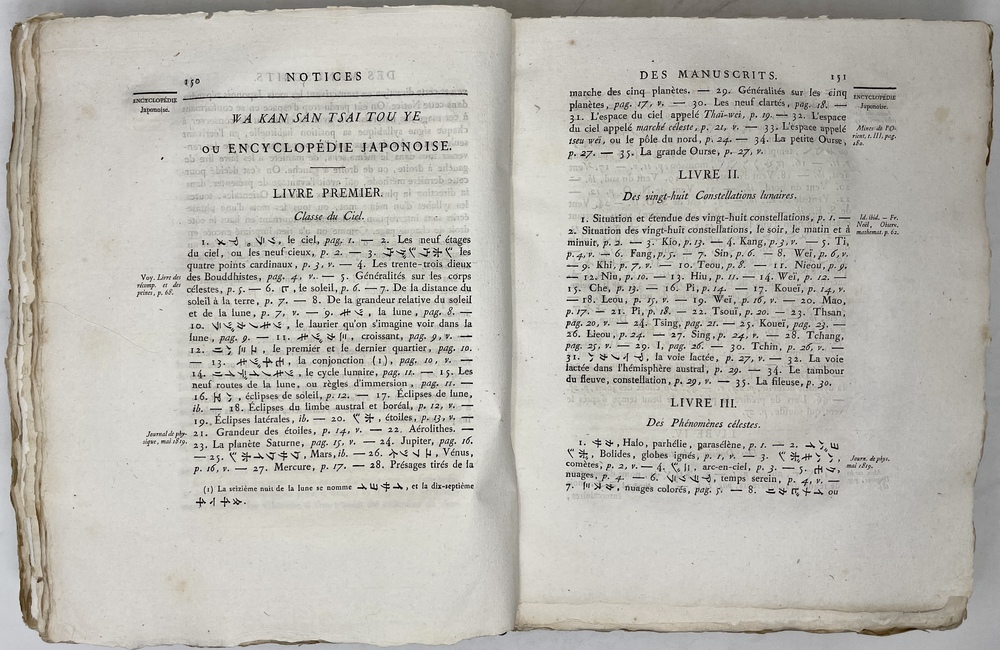 150 NOTICES
ENCYCLOPÉDIE
Japonoise.
WA KAN SAN TSAI TOU YE
OU ENCYCLOPÉDIE JAPONOISE.
LIVRE PREMIER.
Classe du Ciel.
1. , le ciel, pag. 1. — 2. Les neuf étages
du ciel, ou les neuf cieux, p. 2. — 3. les
quatre points cardinaux, p. 3, v. — 4. Les trente-trois dieux
Voy. Livre des
récomp. et des
peines, p. 68.
des Bouddhistes, pag. 4, v. — 5. Généralités sur les corps
célestes, p. 5. — 6. , le soleil, p. 6. — 7. De la distance du
soleil à la terre, p. 7. — 8. De la grandeur relative du soleil
et de la lune, p. 7, v. — 9. , la lune, pag. 8. —
10. , le laurier qu'on s'imagine voir dans la
lune, pag. 9. — 11. , croissant, pag. 9, v. —
12. , le premier et le dernier quartier, pag. 10.
— 13. , la conjonction (1), pag. 10, v. —
14. , le cycle lunaire, pag. 11. — 15. Les
neuf routes de la lune, ou règles d'immersion, pag. 11. —
16. , éclipses de soleil, p. 12. — 17. Éclipses de lune,
ib. — 18. Éclipses du limbe austral et boréal, p. 12, v. —
19. Éclipses latérales, ib. — 20. , étoiles, p. 13, v. —
Journal de phy-
sique, mai 1819.
21. Grandeur des étoiles, p. 14, v. — 22. Aérolithes. —
23. La planète Saturne, pag. 15, v. — 24. Jupiter, pag. 16.
— 25. , Mars, ib. — 26. , Vénus,
p. 16, v. — 27. Mercure, p. 17. — 28. Présages tirés de la
(1) La seizième nuit de la lune se nomme , et la dix-septième
DES MANUSCRITS. 151
ENCYCLOPÉDIE
Japonoise.
marche des cinq planètes. — 29. Généralités sur les cinq
planètes, pag. 17, v. — 30. Les neuf clartés, pag. 18. —
31. L'espace du ciel appelé Thaï-wei, p. 19. — 32. L'espace
Mines de l'O-
rient, t. III. pag.
180.
du ciel appelé marché céleste, p. 21, v. — 33. L'espace appelé
tseu wei, ou le pôle du nord, p. 24. — 34. La petite Ourse,
p. 27. — 35. La grande Ourse, p. 27, v.
LIVRE II.
Des vingt-huit Constellations lunaires.
Id. ibid. — Fr.
Noël, Observ.
mathemat. p. 62.
1. Situation et étendue des vingt-huit constellations, p. 1. —
2. Situation des vingt-huit constellations, le soir, le matin et à
minuit, p. 2. — 3. Kio, p. 13. — 4. Kang, p. 3, v. — 5. Ti,
p. 4, v. — 6. Fang, p. 5. — 7. Sin, p. 6. — 8. Weï, p. 6, v.
— 9. Khi, p. 7, v. — 10. Teou, p. 8. — 11. Nieou, p. 9.
— 12. Niu, p. 10. — 13. Hiu, p. 11. — 14. Weï, p. 12. —
15. Che, p. 13. — 16. Pi, p. 14. — 17. Koueï, p. 14, v.
— 18. Leou, p. 15, v. — 19. Weï, p. 16, v. — 20. Mao,
p. 17. — 21. Pi, p. 18. — 22. Tsouï, p. 20. — 23. Thsan,
pag. 20, v. — 24. Tsing, pag. 21. — 25. Koueï, pag. 23. —
26. Lieou, p. 24. — 27. Sing, p. 24, v. — 28. Tchang,
pag. 25, v. — 29. I, pag. 26. — 30. Tchin, p. 26, v. —
31. , la voie lactée, p. 27, v. — 32. La voie
lactée dans l'hémisphère austral, p. 29. — 34. Le tambour
du fleuve, constellation, p. 29, v. — 35. La fileuse, p. 30.
LIVRE III.
Des Phénomènes célestes.
1. , Halo, parhélie, parasélène, p. 1. — 2.
, Bolides, globes ignés, p. 1, v. — 3.
Journ. de phys.
mai 1819.
comètes, p. 2, v. — 4. , arc-en-ciel, p. 3. — 5. ,
nuages, p. 4. — 6. , temps serein, p. 4, v. —
7. , nuages colorés, pag. 5. — 8. ou